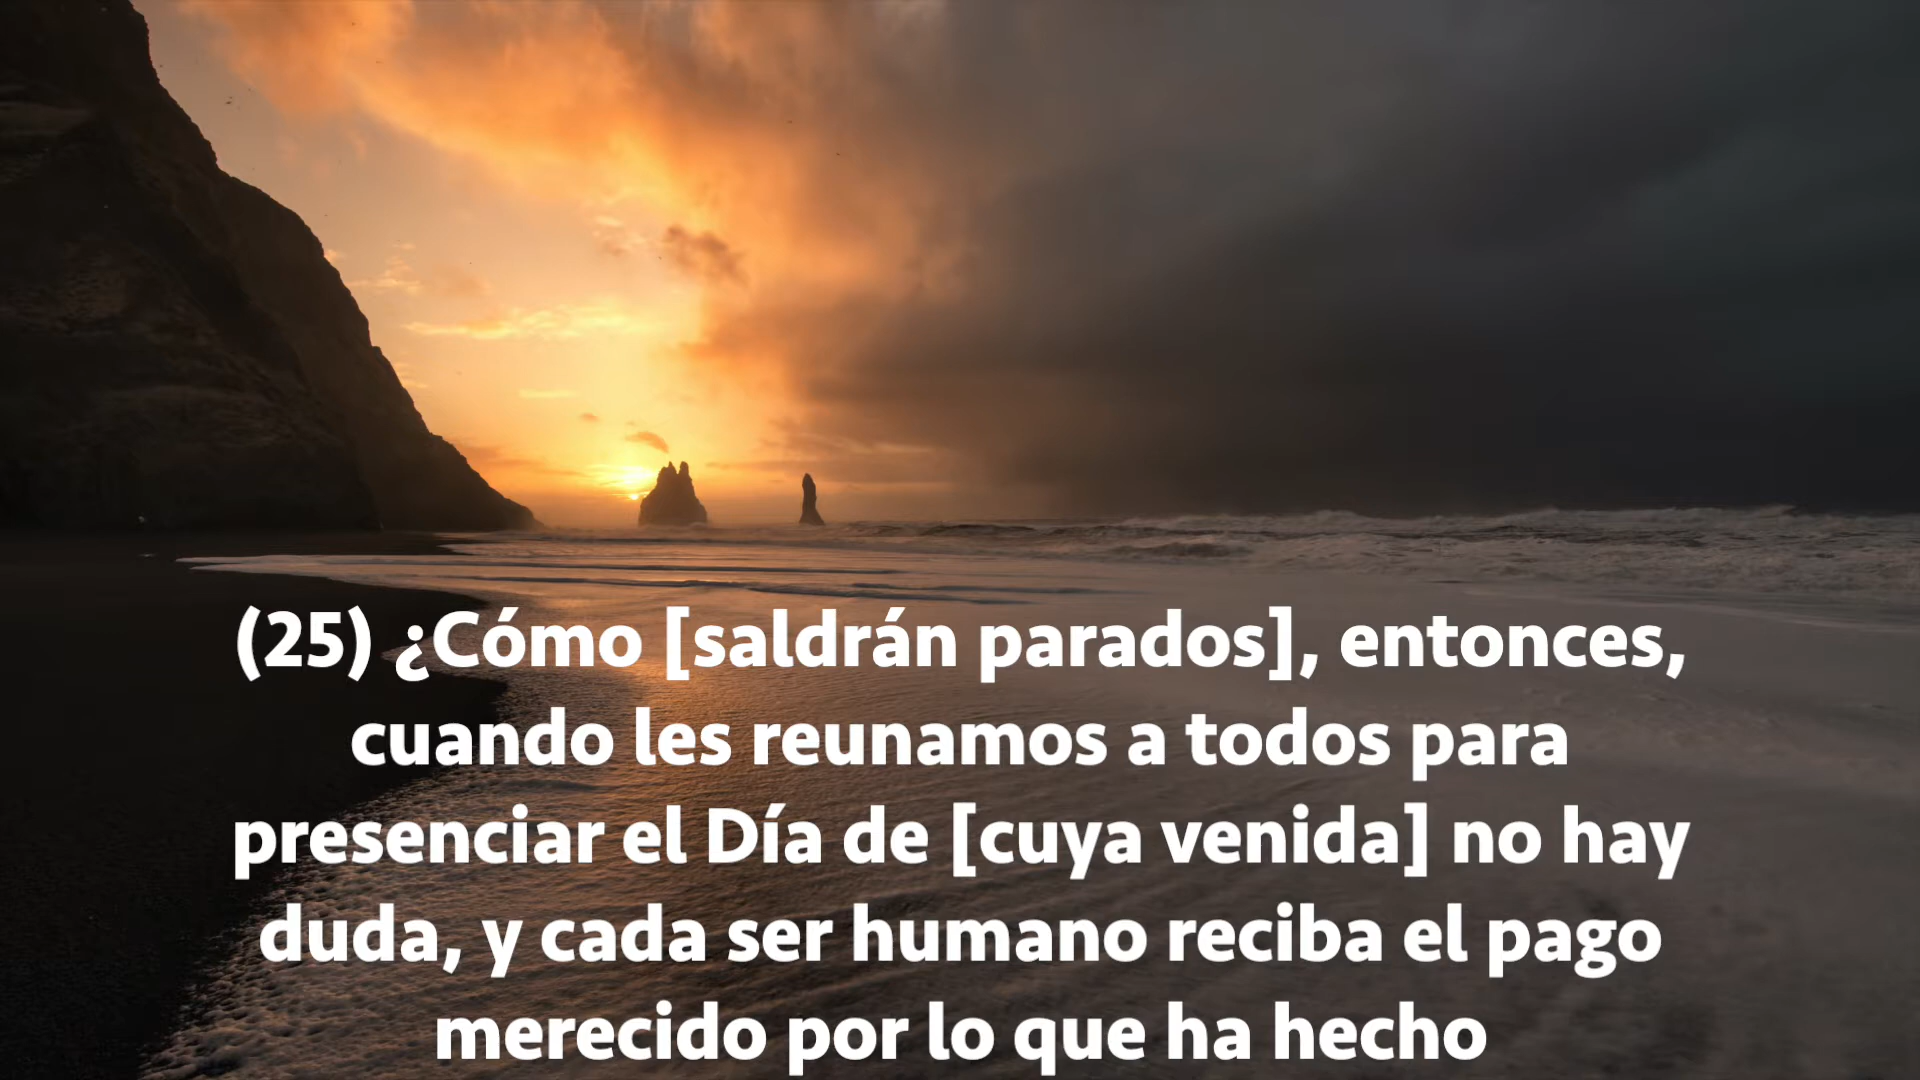 (25) ¿Cómo [saldrán parados], entonces,
cuando les reunamos a todos para
presenciar el Día de [cuya venida] no hay
duda, y cada ser humano reciba el pago
merecido por lo que ha hecho